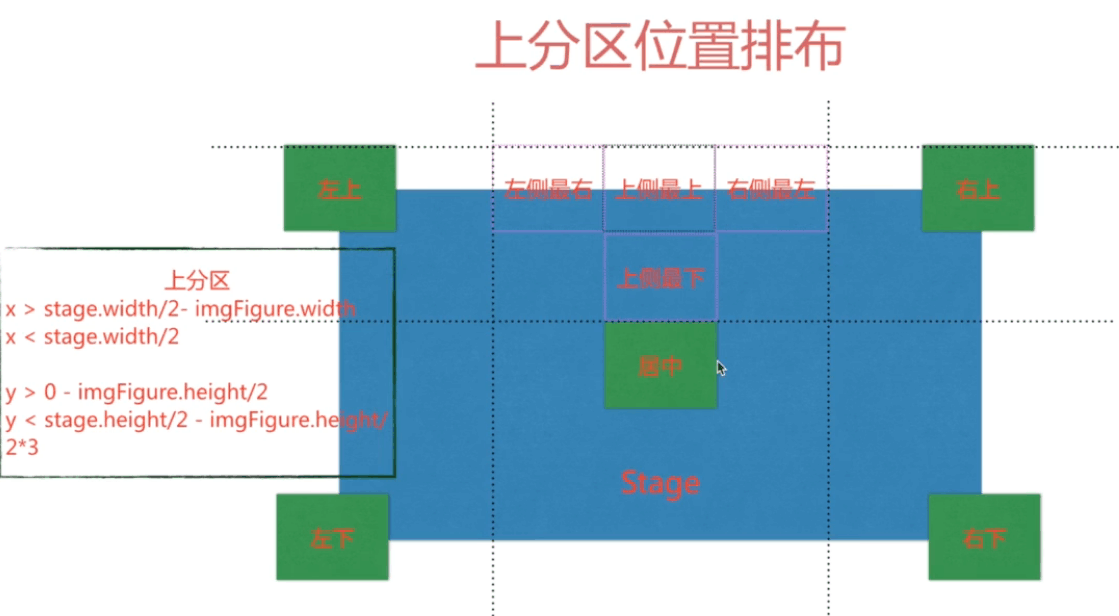 上分区位置排布
左上
左侧最右
上侧最上
右侧最左
右上
上侧最下
上分区
x > stage.width/2- imgFigure.width
x < stage.width/2
y > 0 - imgFigure.height/2
y < stage.height/2 - imgFigure.height/
2*3
居中
Stage
左下
右下